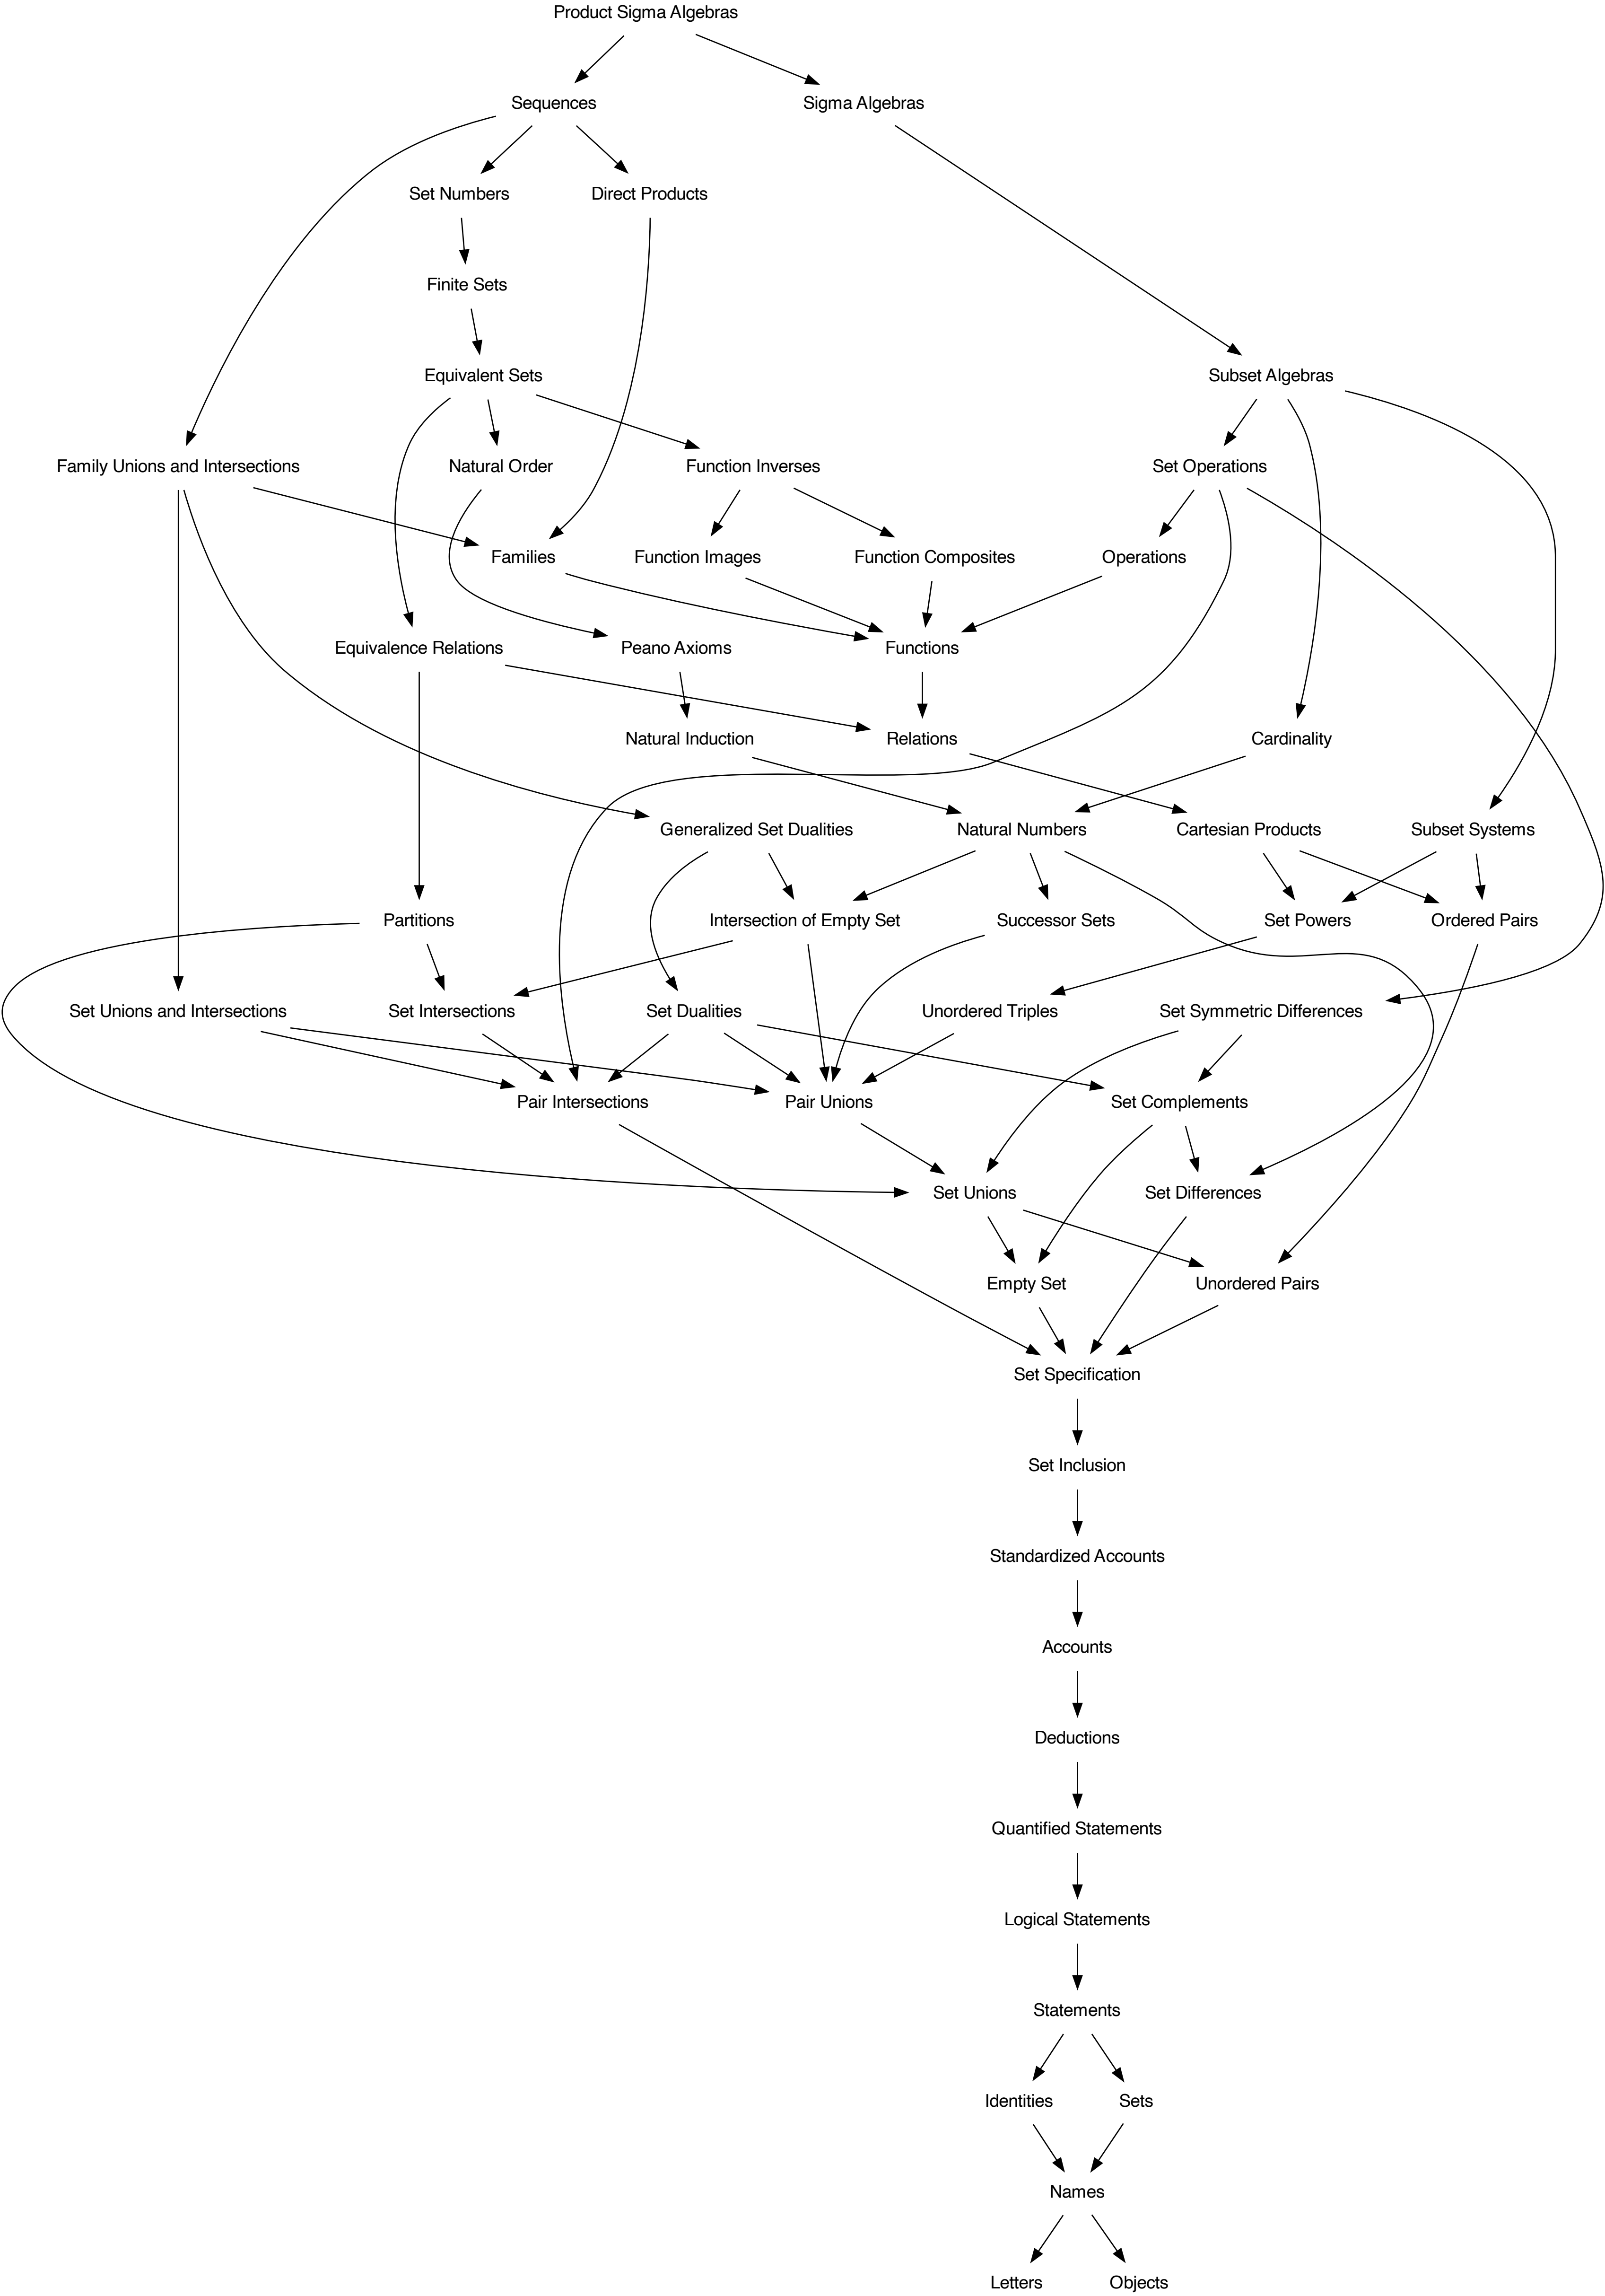 Product Sigma Algebras
Sequences
Sigma Algebras
Set Numbers
Direct Products
Finite Sets
Equivalent Sets
Subset Algebras
Family Unions and Intersections
Natural Order
Function Inverses
Set Operations
Families
Function Images
Function Composites
Operations
Equivalence Relations
Peano Axioms
Functions
Natural Induction
Relations
Cardinality
Generalized Set Dualities
Natural Numbers
Cartesian Products
Subset Systems
Partitions
Intersection of Empty Set
Successor Sets
Set Powers
Ordered Pairs
Set Unions and Intersections
Set Intersections
Set Dualities
Unordered Triples
Set Symmetric Differences
Pair Intersections
Pair Unions
Set Complements
Set Unions
Set Differences
Empty Set
Unordered Pairs
Set Specification
Set Inclusion
Standardized Accounts
Accounts
Deductions
Quantified Statements
Logical Statements
Statements
Identities
Sets
Names
Letters
Objects